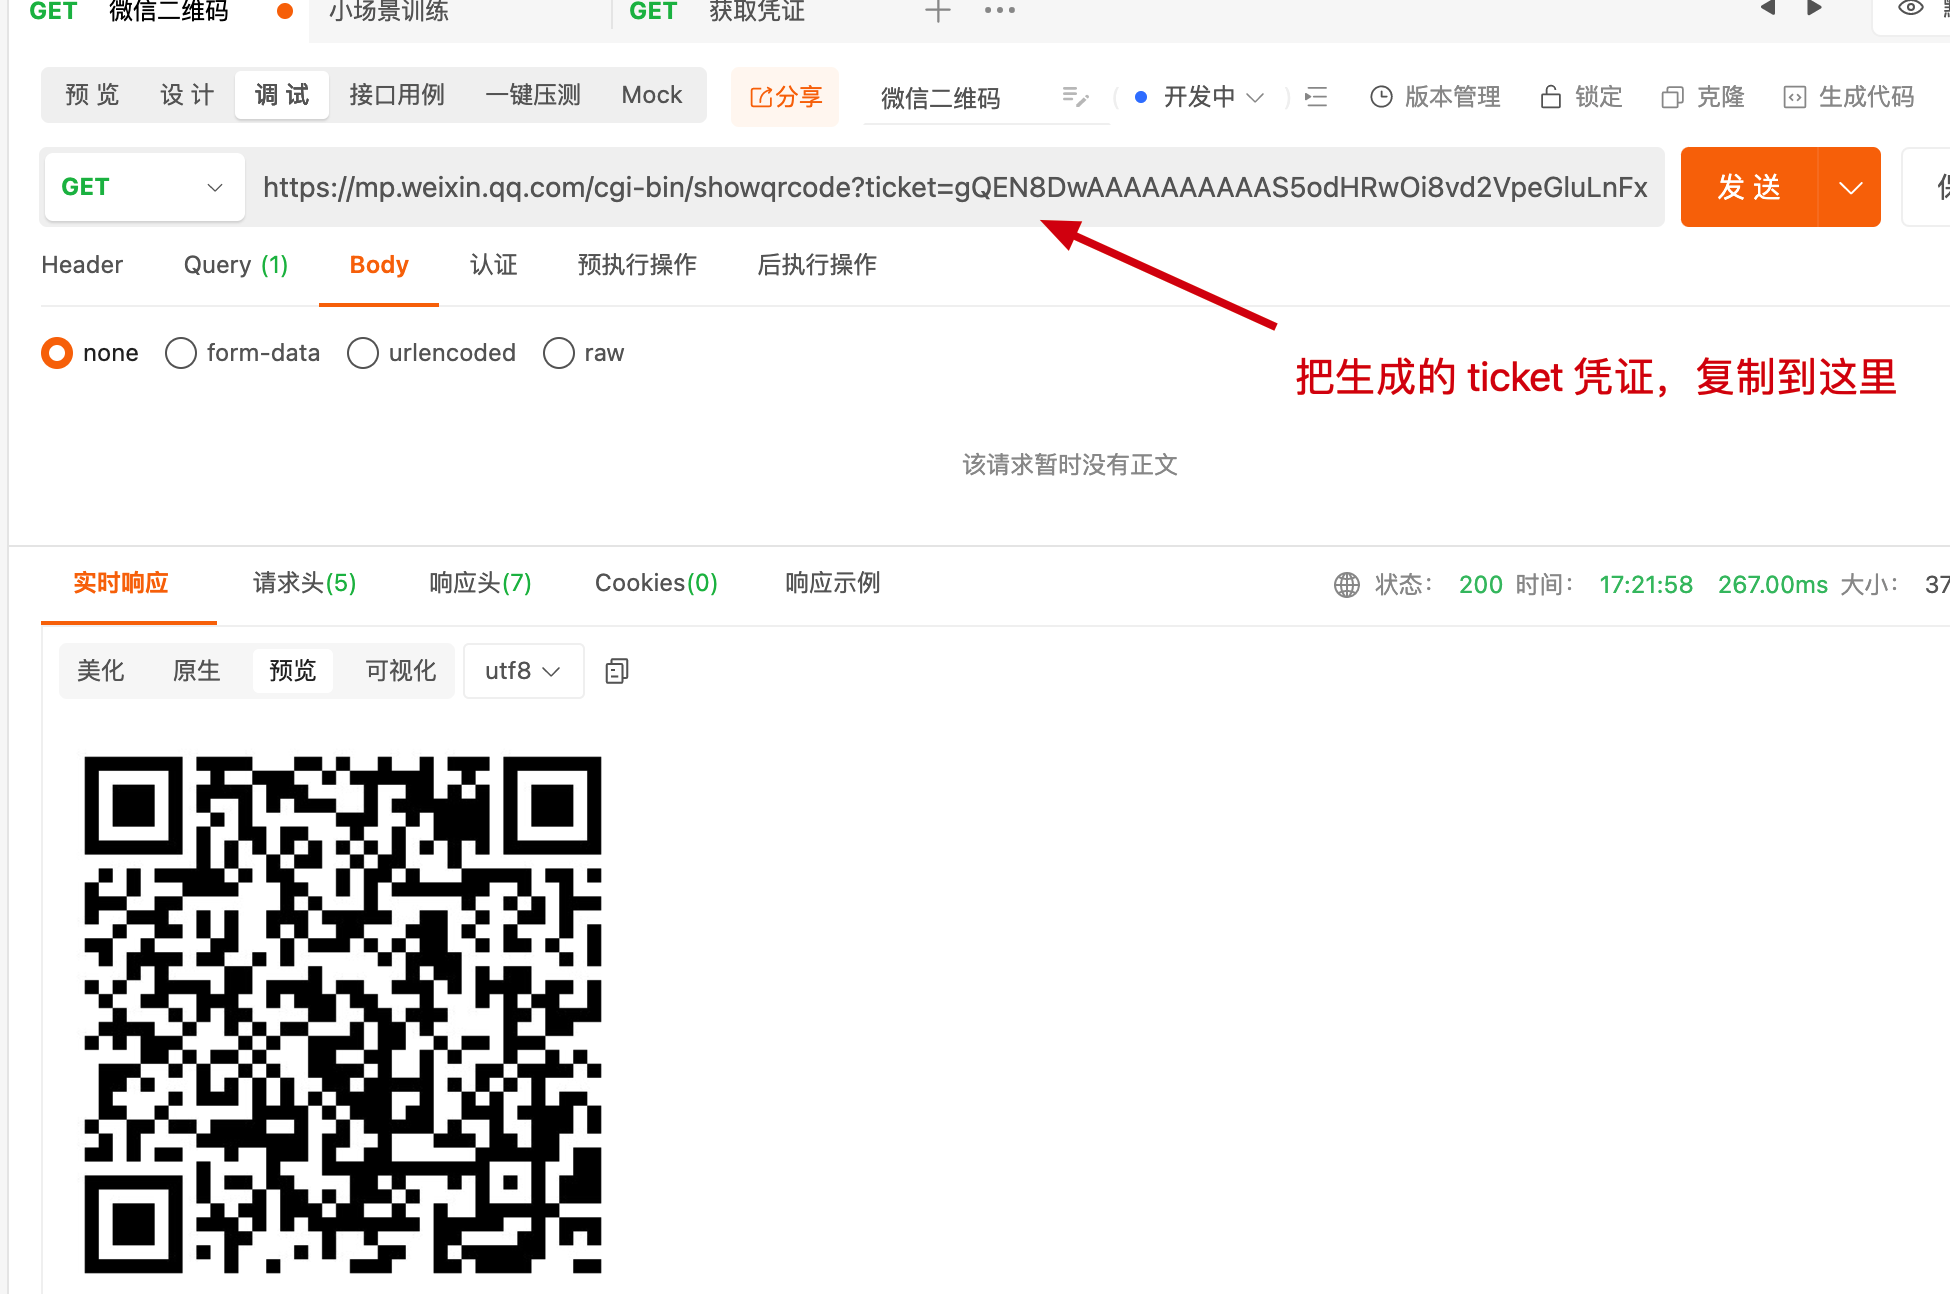 GET 微信二维码 小场景训练 GET 获取凭证
预 览 设 计 调 试 接口用例 一键压测 Mock 分享 微信二维码 开发中 版本管理 锁定 克隆 生成代码
GET https://mp.weixin.qq.com/cgi-bin/showqrcode?ticket=gQEN8DwAAAAAAAAAAS5odHRwOi8vd2VpeGluLnFx 发 送
Header Query (1) Body 认证 预执行操作 后执行操作
none form-data urlencoded raw
把生成的 ticket 凭证，复制到这里
该请求暂时没有正文
实时响应 请求头(5) 响应头(7) Cookies(0) 响应示例 状态： 200 时间： 17:21:58 267.00ms 大小： 37
美化 原生 预览 可视化 utf8